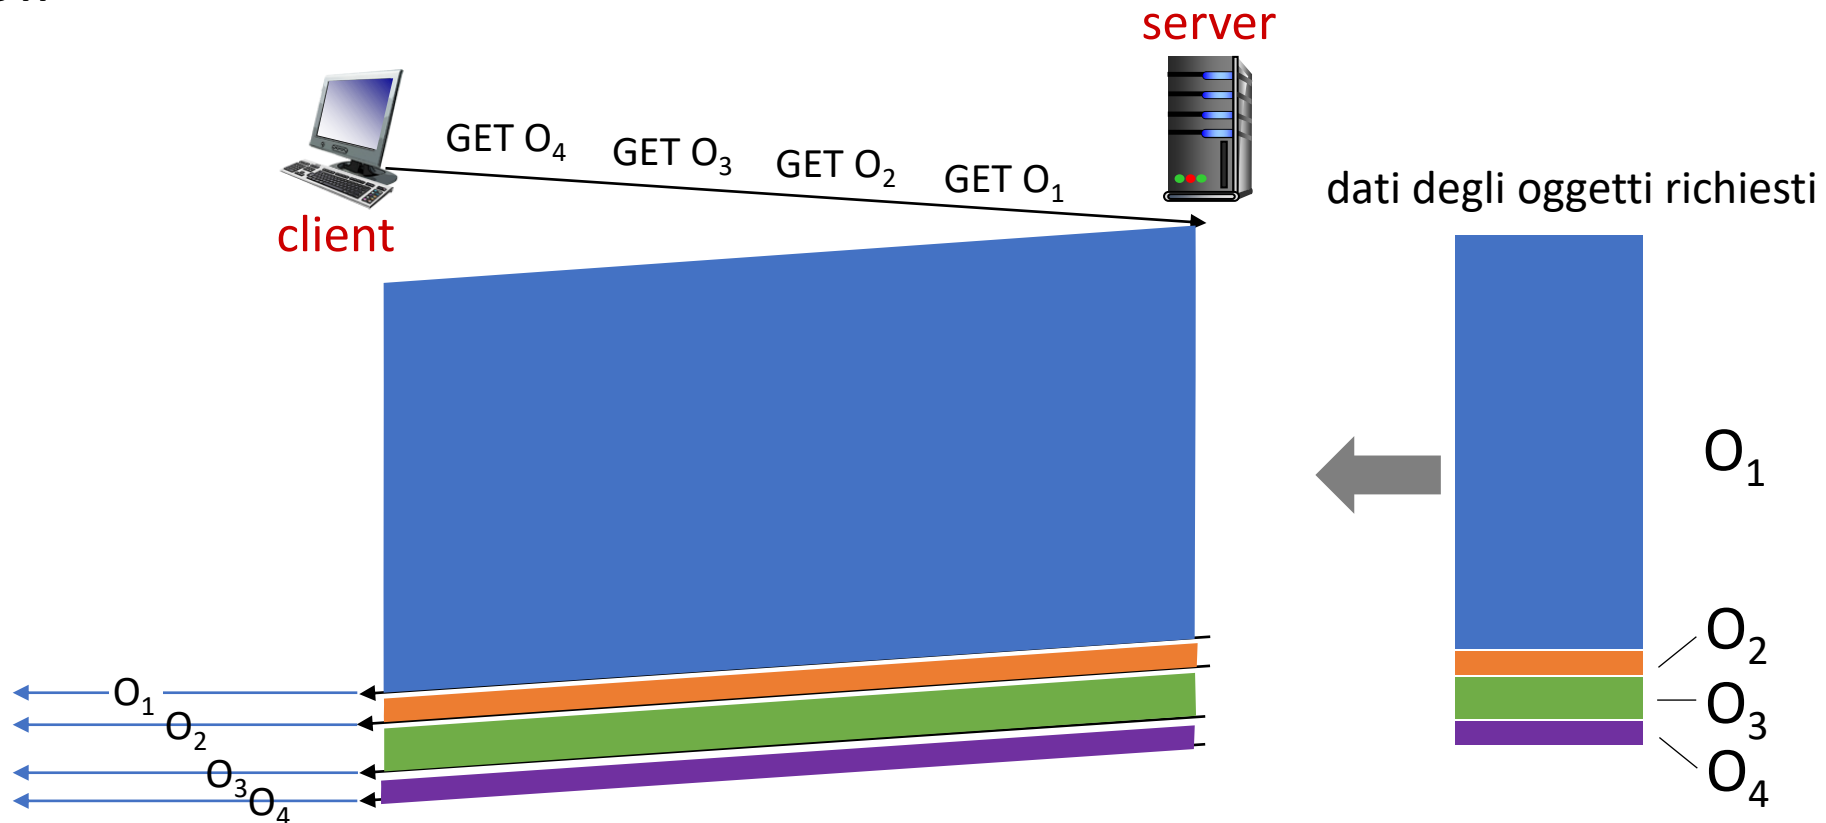 server
GET O₄ GET O₃ GET O₂ GET O₁
dati degli oggetti richiesti
client
O₁
O₂
O₃
O₄
O₁
O₂
O₃
O₄